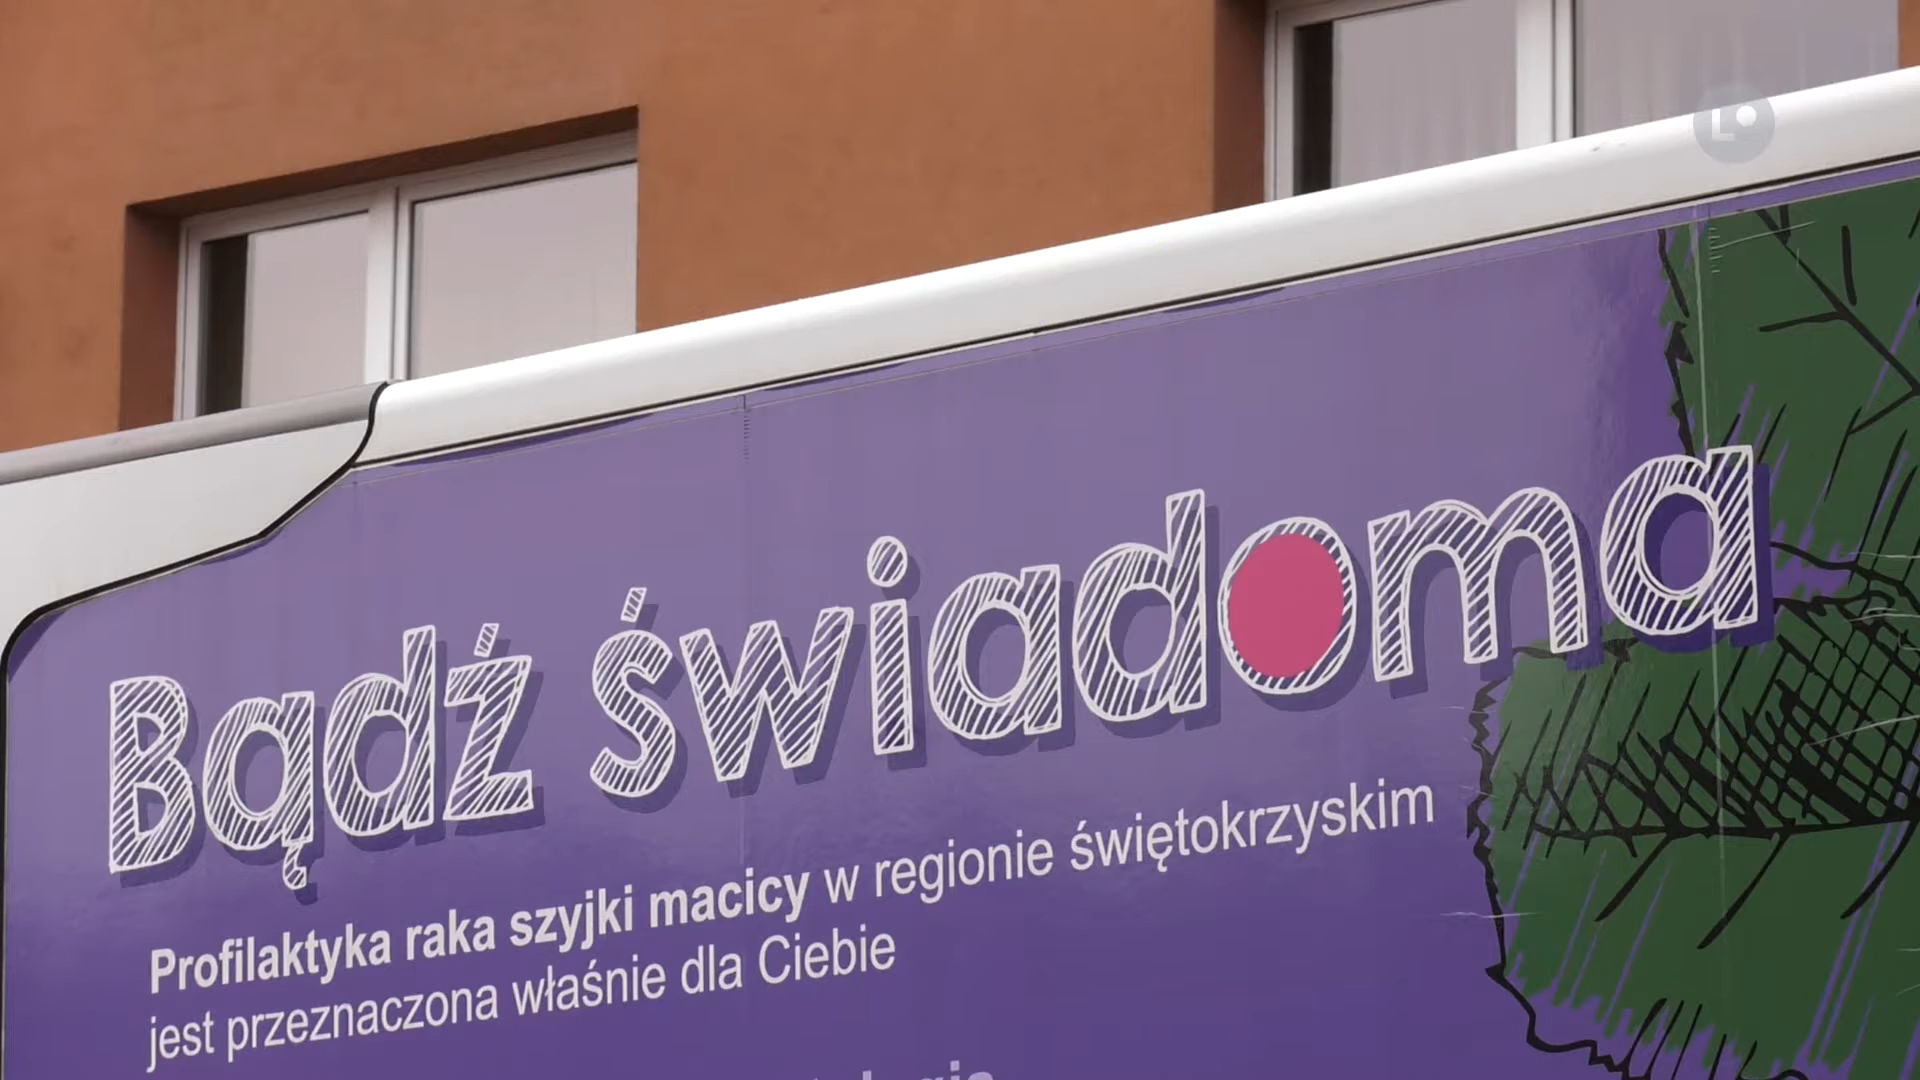 Bądź świadoma
Profilaktyka raka szyjki macicy w regionie świętokrzyskim
jest przeznaczona właśnie dla Ciebie